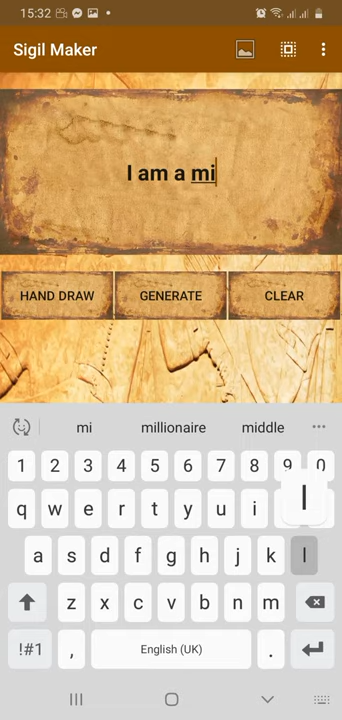 15:32
Sigil Maker
I am a mi
HAND DRAW GENERATE CLEAR
mi millionaire middle
1 2 3 4 5 6 7 8 9 0
q w e r t y u i l
a s d f g h j k l
z x c v b n m
!#1 , English (UK) .